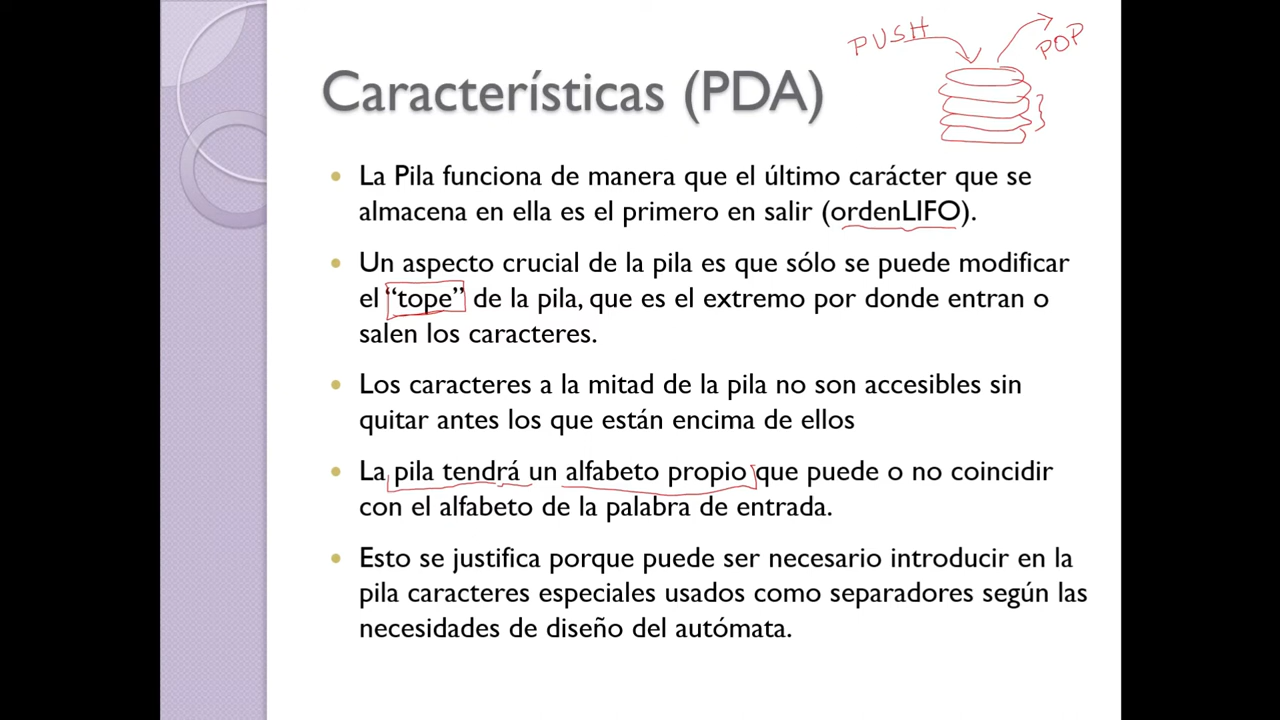 PUSH
POP
Características (PDA)
La Pila funciona de manera que el último carácter que se
almacena en ella es el primero en salir (ordenLIFO).
Un aspecto crucial de la pila es que sólo se puede modificar
el “tope” de la pila, que es el extremo por donde entran o
salen los caracteres.
Los caracteres a la mitad de la pila no son accesibles sin
quitar antes los que están encima de ellos
La pila tendrá un alfabeto propio que puede o no coincidir
con el alfabeto de la palabra de entrada.
Esto se justifica porque puede ser necesario introducir en la
pila caracteres especiales usados como separadores según las
necesidades de diseño del autómata.